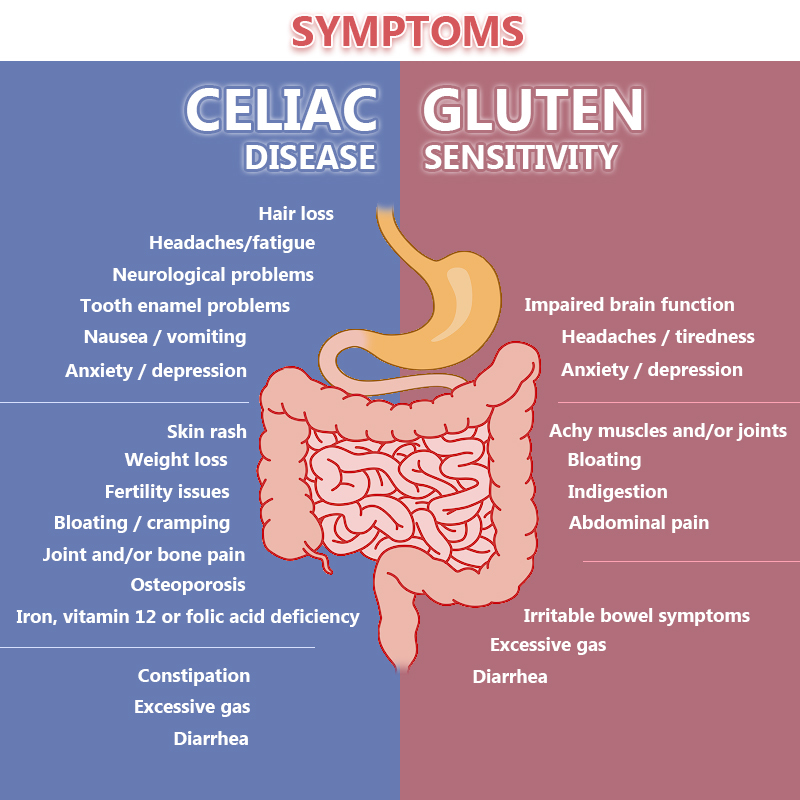 SYMPTOMS
CELIAC
DISEASE
Hair loss
Headaches/fatigue
Neurological problems
Tooth enamel problems
Nausea / vomiting
Anxiety / depression
Skin rash
Weight loss
Fertility issues
Bloating / cramping
Joint and/or bone pain
Osteoporosis
Iron, vitamin 12 or folic acid deficiency
Constipation
Excessive gas
Diarrhea
GLUTEN
SENSITIVITY
Impaired brain function
Headaches / tiredness
Anxiety / depression
Achy muscles and/or joints
Bloating
Indigestion
Abdominal pain
Irritable bowel symptoms
Excessive gas
Diarrhea